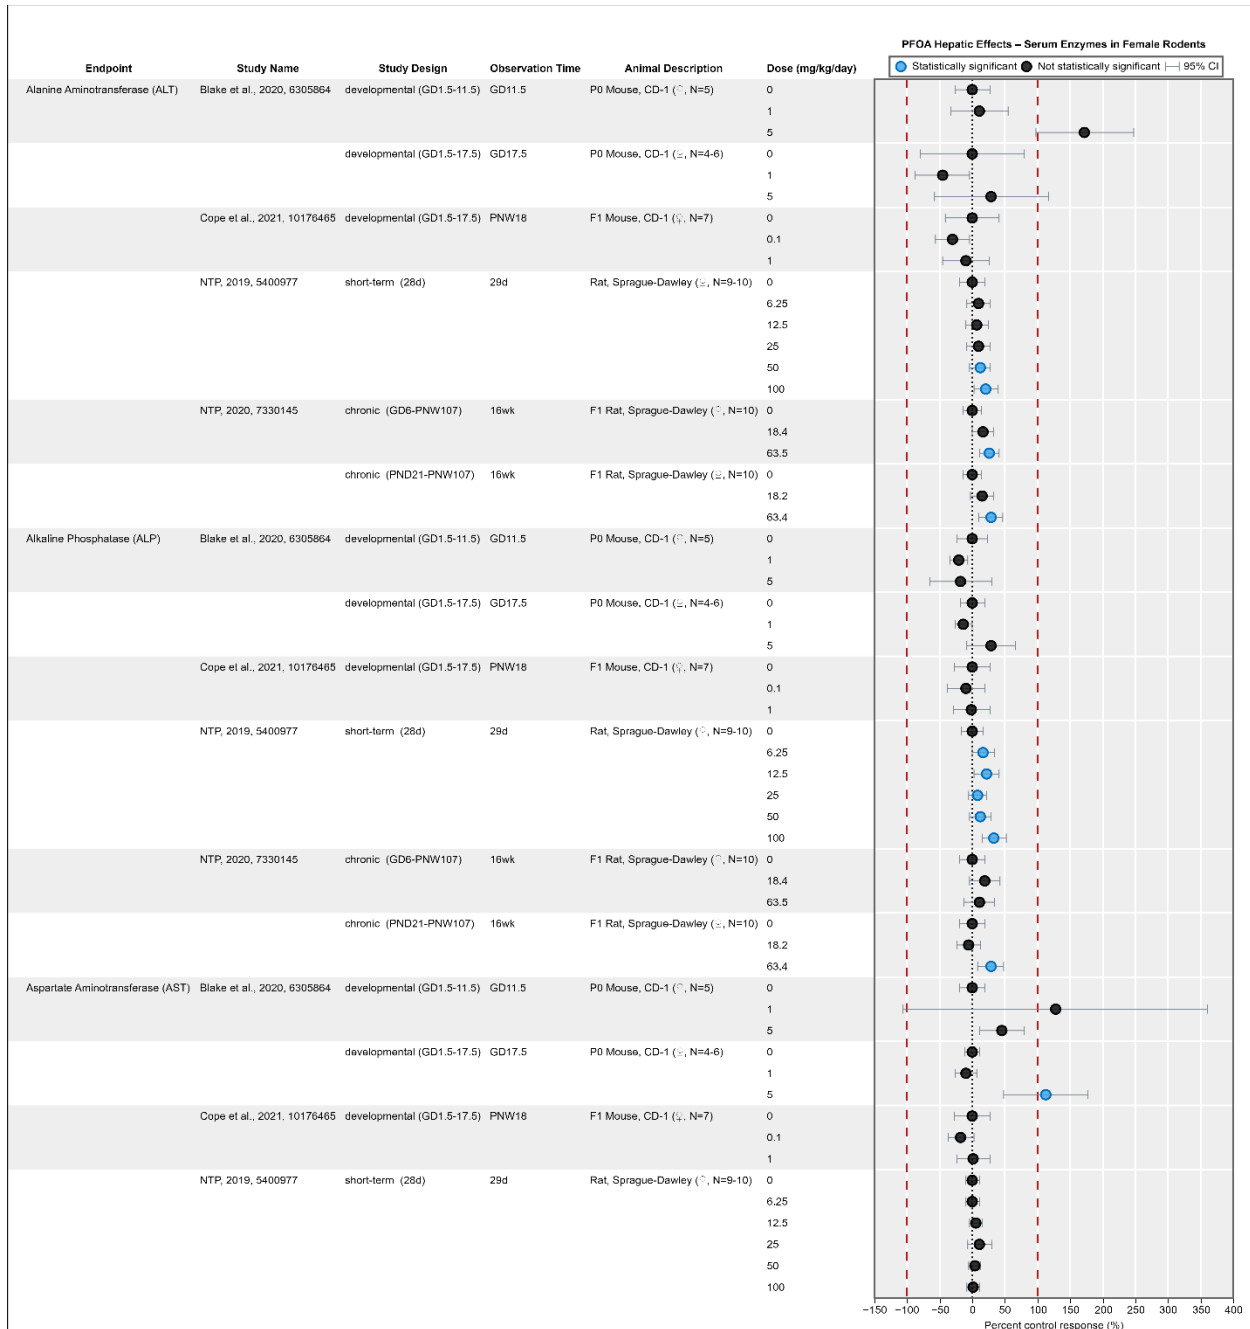 PFOA Hepatic Effects – Serum Enzymes in Female Rodents
Endpoint Study Name Study Design Observation Time Animal Description Dose (mg/kg/day)
Statistically significant Not statistically significant 95% CI
Alanine Aminotransferase (ALT) Blake et al., 2020, 6305864 developmental (GD1.5-11.5) GD11.5 P0 Mouse, CD-1 (♀, N=5) 0
1
5
developmental (GD1.5-17.5) GD17.5 P0 Mouse, CD-1 (♀, N=4-6) 0
1
5
Cope et al., 2021, 10176465 developmental (GD1.5-17.5) PNW18 F1 Mouse, CD-1 (♀, N=7) 0
0.1
1
NTP, 2019, 5400977 short-term (28d) 29d Rat, Sprague-Dawley (♀, N=9-10) 0
6.25
12.5
25
50
100
NTP, 2020, 7330145 chronic (GD6-PNW107) 16wk F1 Rat, Sprague-Dawley (♀, N=10) 0
18.4
63.5
chronic (PND21-PNW107) 16wk F1 Rat, Sprague-Dawley (♀, N=10) 0
18.2
63.4
Alkaline Phosphatase (ALP) Blake et al., 2020, 6305864 developmental (GD1.5-11.5) GD11.5 P0 Mouse, CD-1 (♀, N=5) 0
1
5
developmental (GD1.5-17.5) GD17.5 P0 Mouse, CD-1 (♀, N=4-6) 0
1
5
Cope et al., 2021, 10176465 developmental (GD1.5-17.5) PNW18 F1 Mouse, CD-1 (♀, N=7) 0
0.1
1
NTP, 2019, 5400977 short-term (28d) 29d Rat, Sprague-Dawley (♀, N=9-10) 0
6.25
12.5
25
50
100
NTP, 2020, 7330145 chronic (GD6-PNW107) 16wk F1 Rat, Sprague-Dawley (♀, N=10) 0
18.4
63.5
chronic (PND21-PNW107) 16wk F1 Rat, Sprague-Dawley (♀, N=10) 0
18.2
63.4
Aspartate Aminotransferase (AST) Blake et al., 2020, 6305864 developmental (GD1.5-11.5) GD11.5 P0 Mouse, CD-1 (♀, N=5) 0
1
5
developmental (GD1.5-17.5) GD17.5 P0 Mouse, CD-1 (♀, N=4-6) 0
1
5
Cope et al., 2021, 10176465 developmental (GD1.5-17.5) PNW18 F1 Mouse, CD-1 (♀, N=7) 0
0.1
1
NTP, 2019, 5400977 short-term (28d) 29d Rat, Sprague-Dawley (♀, N=9-10) 0
6.25
12.5
25
50
100
−150 −100 −50 0 50 100 150 200 250 300 350 400
Percent control response (%)